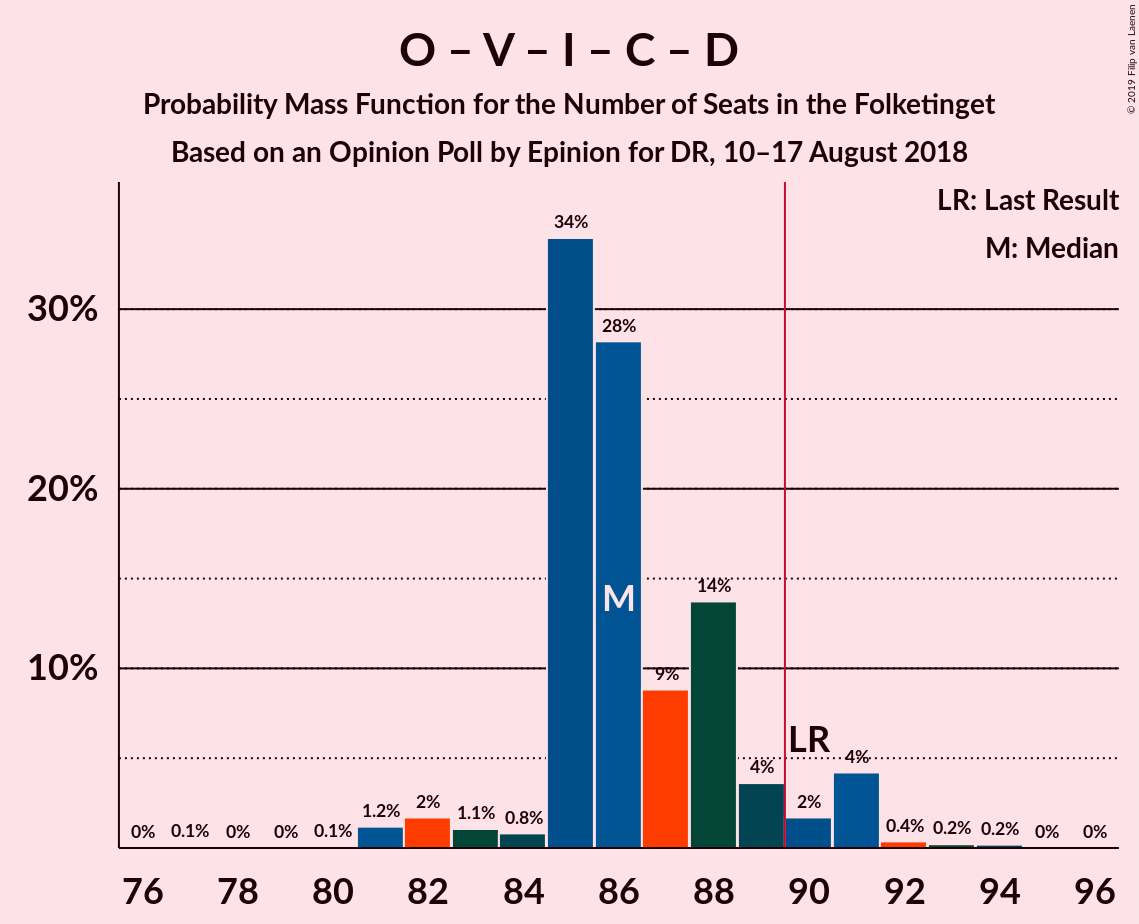 O – V – I – C – D
Probability Mass Function for the Number of Seats in the Folketinget
Based on an Opinion Poll by Epinion for DR, 10–17 August 2018
© 2019 Filip van Laenen
LR: Last Result
M: Median
30%
20%
10%
0%
0.1%
0%
0%
0.1%
1.2%
2%
1.1%
0.8%
34%
28%
9%
14%
4%
2%
4%
0.4%
0.2%
0.2%
0%
0%
M
LR
76 78 80 82 84 86 88 90 92 94 96